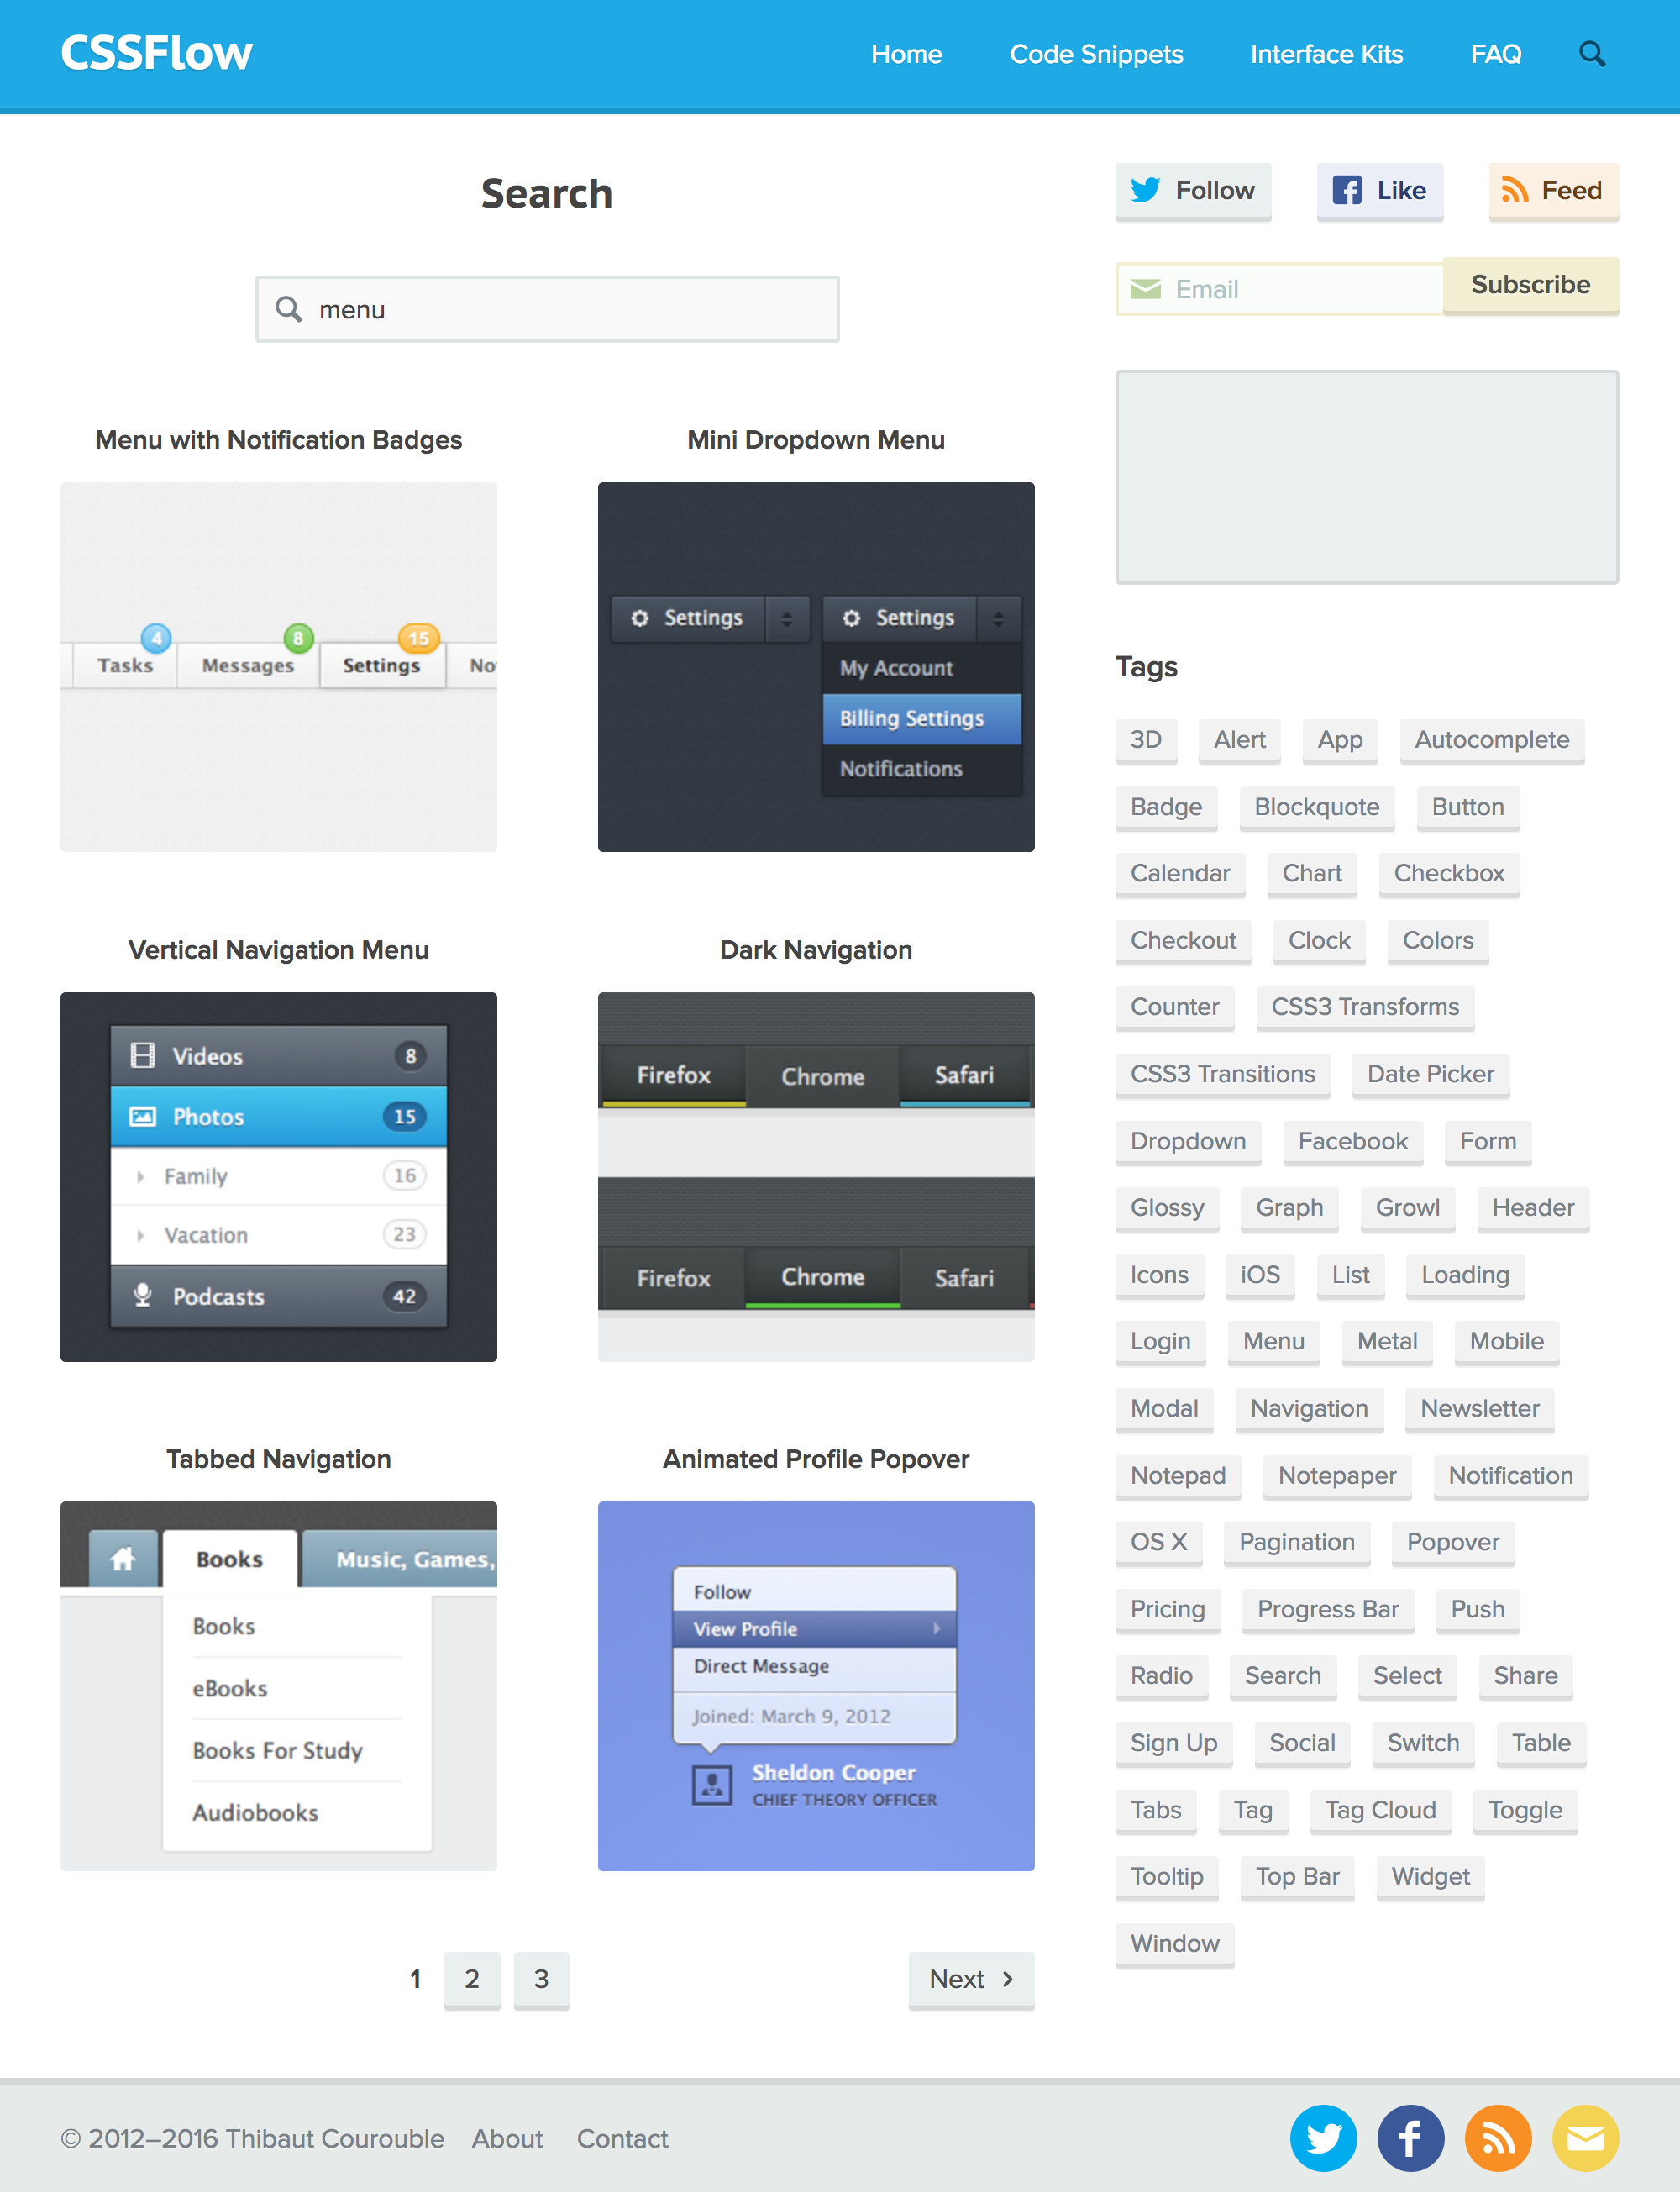 CSSFlow
Home Code Snippets Interface Kits FAQ
Search
menu
Menu with Notification Badges
4 8 15
Tasks Messages Settings
Mini Dropdown Menu
Settings Settings
My Account
Billing Settings
Notifications
Vertical Navigation Menu
Videos 8
Photos 15
Family 16
Vacation 23
Podcasts 42
Dark Navigation
Firefox Chrome Safari
Firefox Chrome Safari
Tabbed Navigation
Books Music, Games,
Books
eBooks
Books For Study
Audiobooks
Animated Profile Popover
Follow
View Profile
Direct Message
Joined: March 9, 2012
Sheldon Cooper
CHIEF THEORY OFFICER
1 2 3 Next
Follow Like Feed
Email Subscribe
Tags
3D Alert App Autocomplete
Badge Blockquote Button
Calendar Chart Checkbox
Checkout Clock Colors
Counter CSS3 Transforms
CSS3 Transitions Date Picker
Dropdown Facebook Form
Glossy Graph Growl Header
Icons iOS List Loading
Login Menu Metal Mobile
Modal Navigation Newsletter
Notepad Notepaper Notification
OS X Pagination Popover
Pricing Progress Bar Push
Radio Search Select Share
Sign Up Social Switch Table
Tabs Tag Tag Cloud Toggle
Tooltip Top Bar Widget
Window
© 2012–2016 Thibaut Courouble About Contact